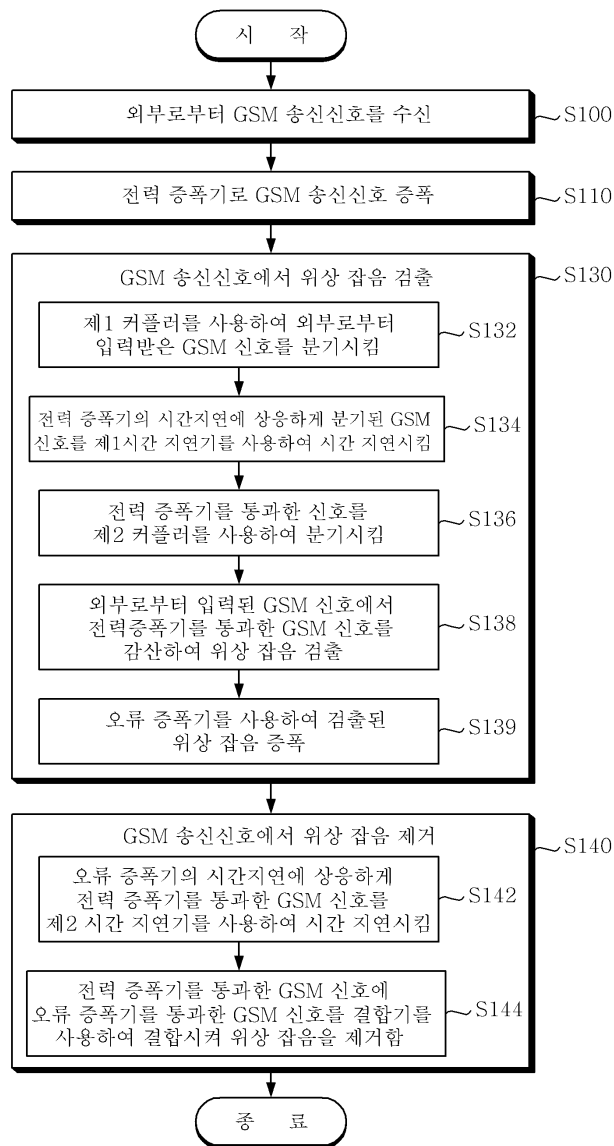 시 작
외부로부터 GSM 송신신호를 수신
S100
전력 증폭기로 GSM 송신신호 증폭
S110
GSM 송신신호에서 위상 잡음 검출
S130
제1 커플러를 사용하여 외부로부터
입력받은 GSM 신호를 분기시킴
S132
전력 증폭기의 시간지연에 상응하게 분기된 GSM
신호를 제1시간 지연기를 사용하여 시간 지연시킴
S134
전력 증폭기를 통과한 신호를
제2 커플러를 사용하여 분기시킴
S136
외부로부터 입력된 GSM 신호에서
전력증폭기를 통과한 GSM 신호를
감산하여 위상 잡음 검출
S138
오류 증폭기를 사용하여 검출된
위상 잡음 증폭
S139
GSM 송신신호에서 위상 잡음 제거
S140
오류 증폭기의 시간지연에 상응하게
전력 증폭기를 통과한 GSM 신호를
제2 시간 지연기를 사용하여 시간 지연시킴
S142
전력 증폭기를 통과한 GSM 신호에
오류 증폭기를 통과한 GSM 신호를 결합기를
사용하여 결합시켜 위상 잡음을 제거함
S144
종 료